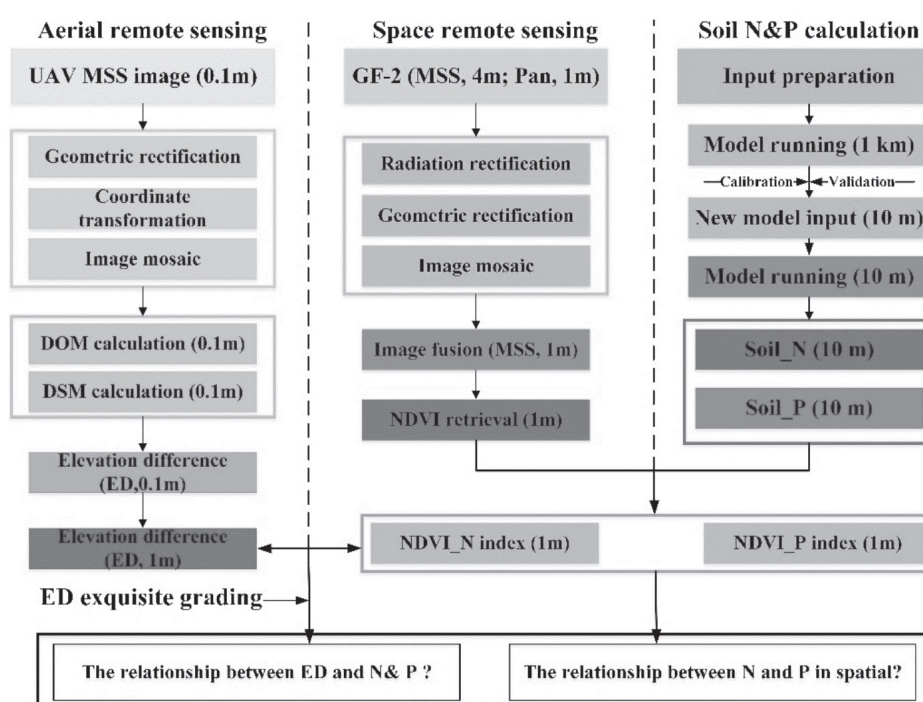 Aerial remote sensing
UAV MSS image (0.1m)
Geometric rectification
Coordinate
transformation
Image mosaic
DOM calculation (0.1m)
DSM calculation (0.1m)
Elevation difference
(ED,0.1m)
Elevation difference
(ED, 1m)
ED exquisite grading
Space remote sensing
GF-2 (MSS, 4m; Pan, 1m)
Radiation rectification
Geometric rectification
Image mosaic
Image fusion (MSS, 1m)
NDVI retrieval (1m)
Soil N&P calculation
Input preparation
Model running (1 km)
Calibration
Validation
New model input (10 m)
Model running (10 m)
Soil_N (10 m)
Soil_P (10 m)
NDVI_N index (1m)
NDVI_P index (1m)
The relationship between ED and N& P ?
The relationship between N and P in spatial?